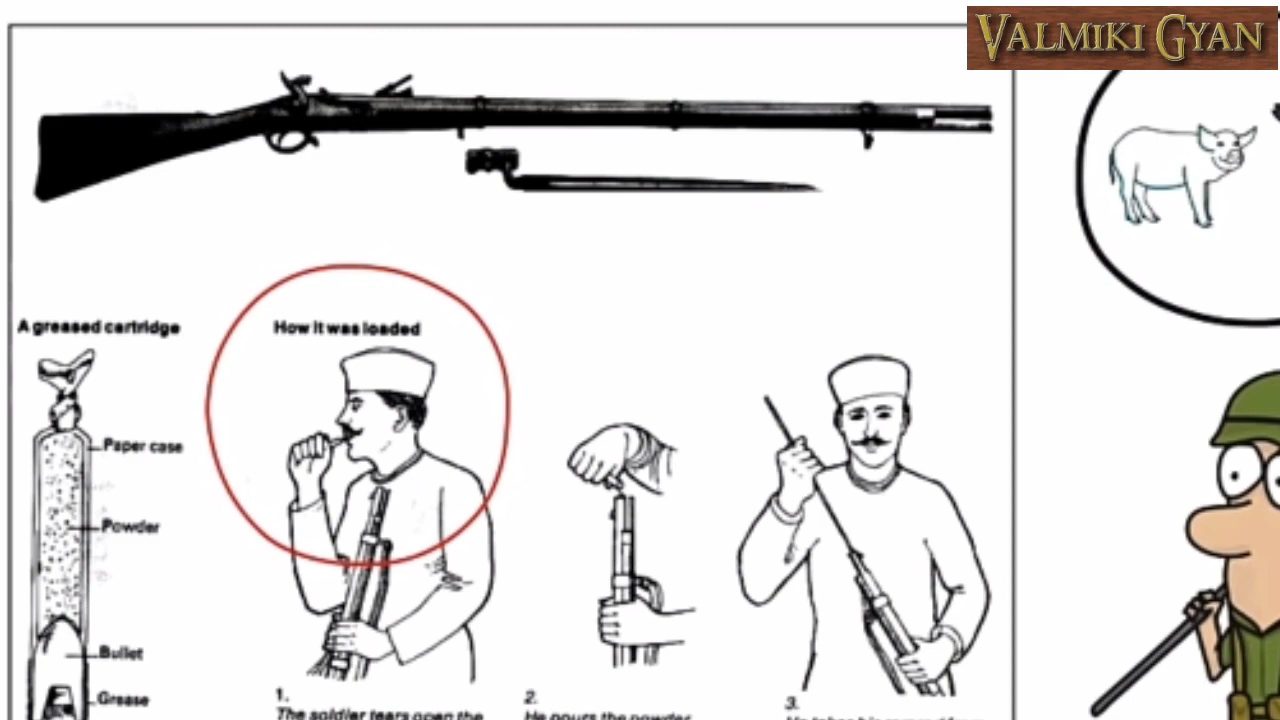 VALMIKI GYAN
A greased cartridge
How it was loaded
Paper case
Powder
Bullet
Grease
1.
The soldier tears open the
2.
He pours the powder
3.